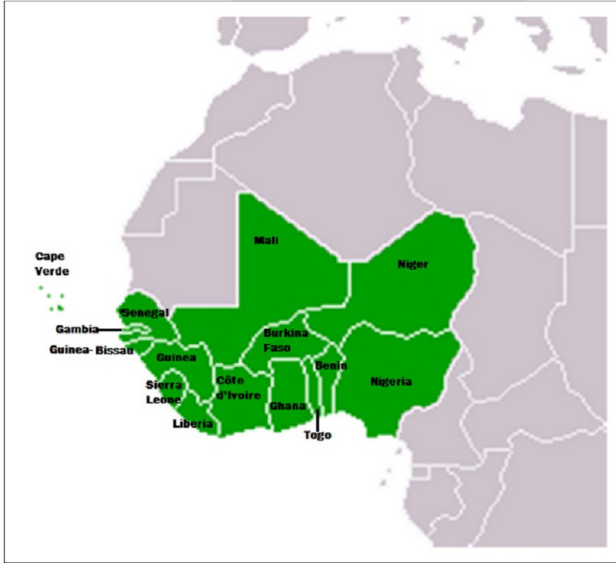 Mali
Niger
Cape
Verde
Senegal
Gambia
Guinea-Bissau
Guinea
Burkina
Faso
Benin
Nigeria
Sierra
Leone
Côte
d'Ivoire
Ghana
Liberia
Togo